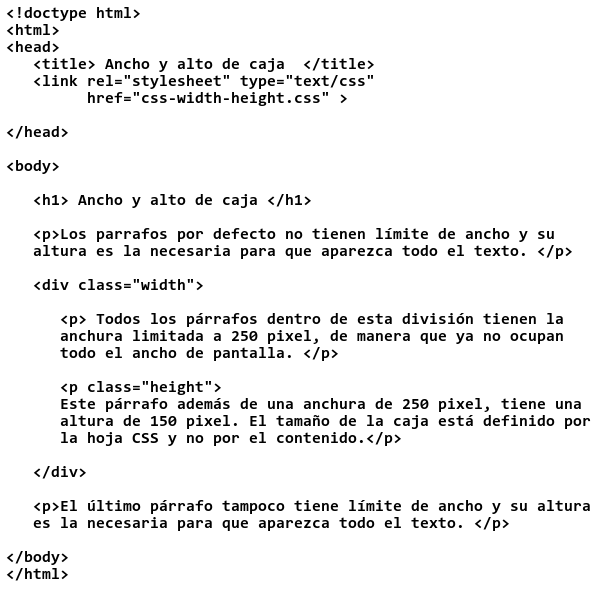 <!doctype html>
<html>
<head>
<title> Ancho y alto de caja  </title>
<link rel="stylesheet" type="text/css"
href="css-width-height.css" >
</head>
<body>
<h1> Ancho y alto de caja </h1>
<p>Los parrafos por defecto no tienen límite de ancho y su
altura es la necesaria para que aparezca todo el texto. </p>
<div class="width">
<p> Todos los párrafos dentro de esta división tienen la
anchura limitada a 250 pixel, de manera que ya no ocupan
todo el ancho de pantalla. </p>
<p class="height">
Este párrafo además de una anchura de 250 pixel, tiene una
altura de 150 pixel. El tamaño de la caja está definido por
la hoja CSS y no por el contenido.</p>
</div>
<p>El último párrafo tampoco tiene límite de ancho y su altura
es la necesaria para que aparezca todo el texto. </p>
</body>
</html>